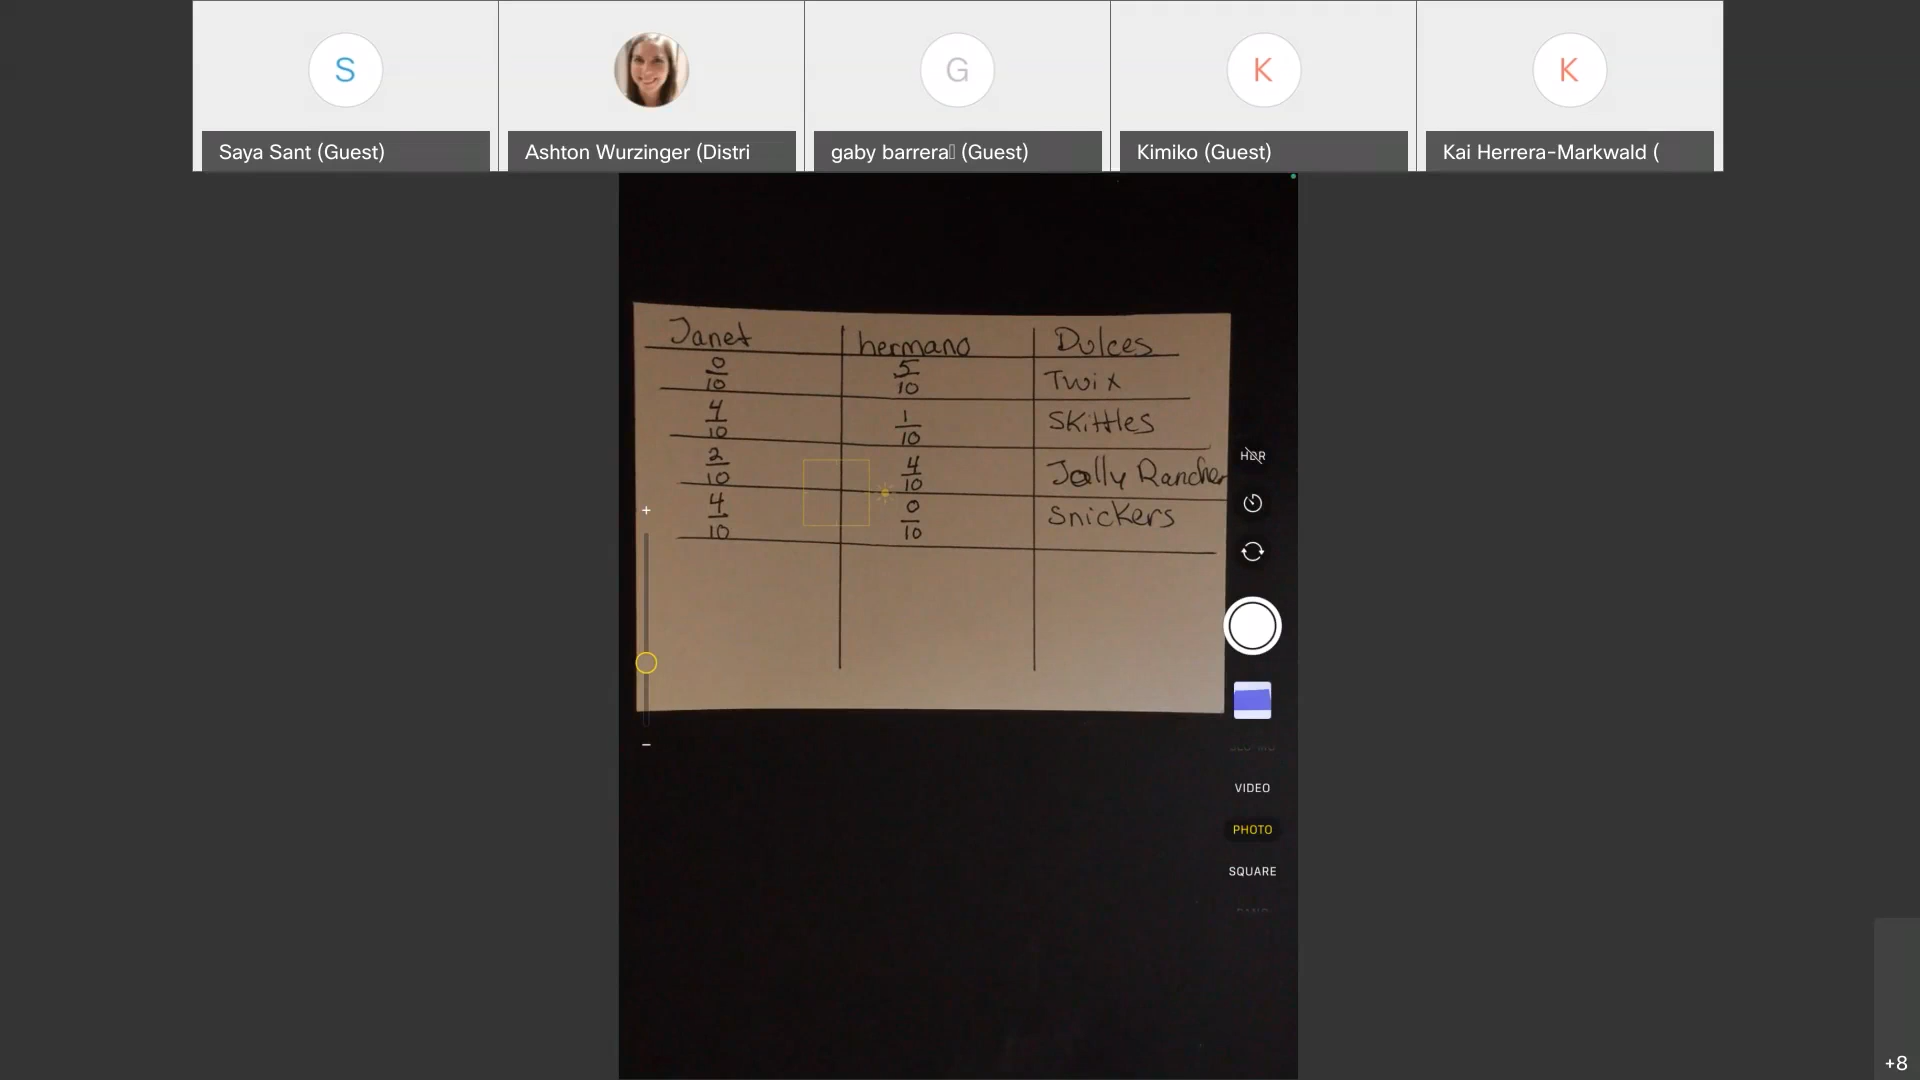 S
G
K
K
Saya Sant (Guest)
Ashton Wurzinger (Distri
gaby barrera (Guest)
Kimiko (Guest)
Kai Herrera-Markwald (
Janet hermano Dulces
0/10 5/10 Twix
4/10 1/10 Skittles
2/10 4/10 Jolly Rancher
4/10 0/10 Snickers
HDR
+
-
VIDEO
PHOTO
SQUARE
+8